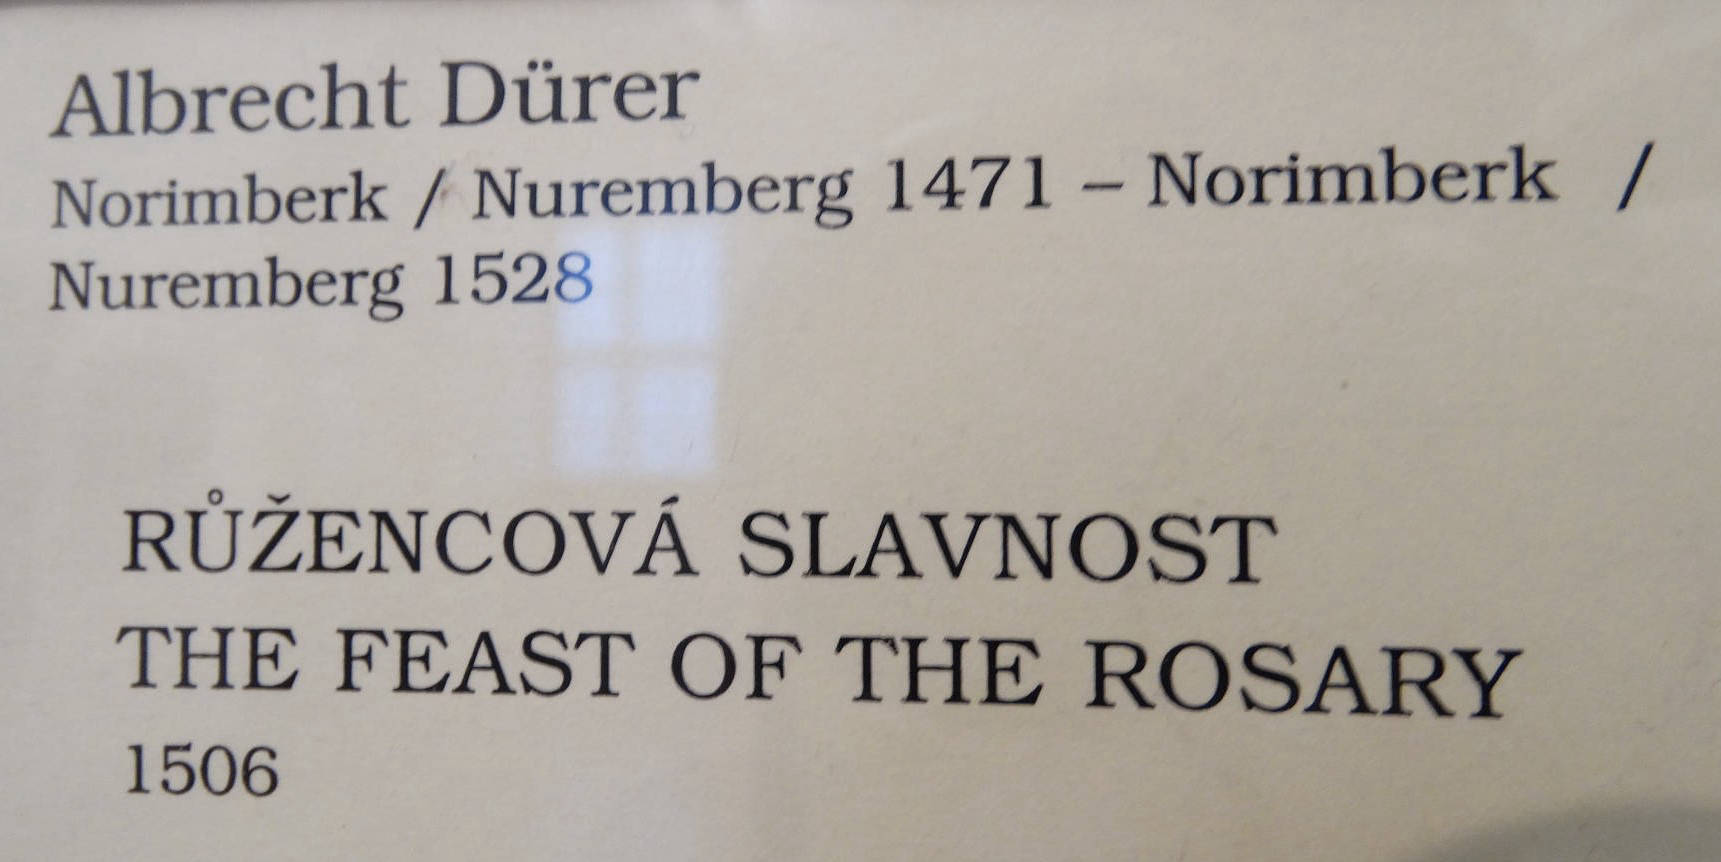 Albrecht Dürer
Norimberk / Nuremberg 1471 – Norimberk /
Nuremberg 1528
RŮŽENCOVÁ SLAVNOST
THE FEAST OF THE ROSARY
1506